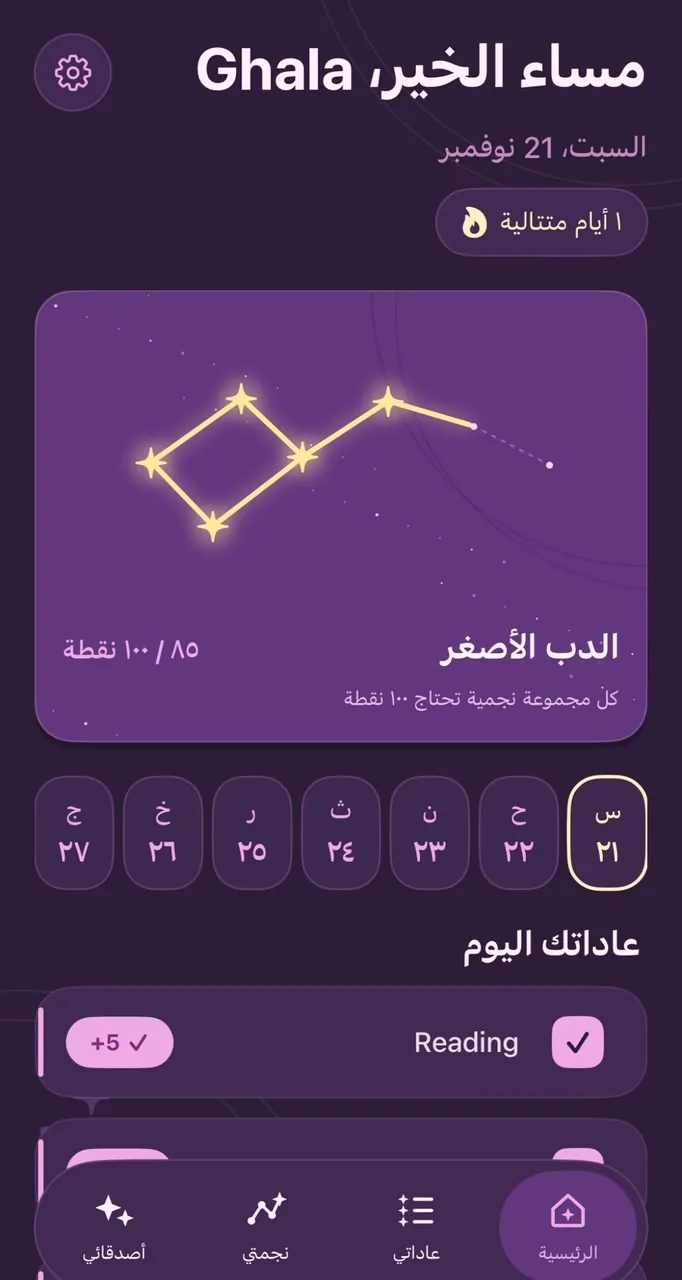 مساء الخير، Ghala
السبت، 21 نوفمبر
١ أيام متتالية
الدب الأصغر
٨٥ / ١٠٠ نقطة
كل مجموعة نجمية تحتاج ١٠٠ نقطة
س ح ن ث ر خ ج
٢١ ٢٢ ٢٣ ٢٤ ٢٥ ٢٦ ٢٧
عاداتك اليوم
Reading
+5 ✓
الرئيسية عاداتي نجمتي أصدقائي